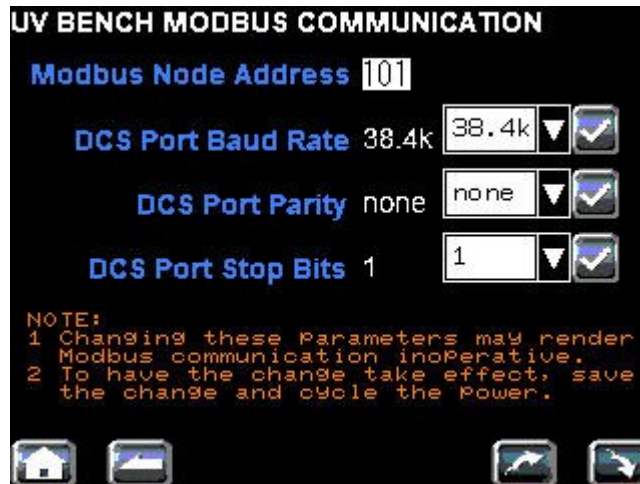 UV BENCH MODBUS COMMUNICATION
Modbus Node Address 101
DCS Port Baud Rate 38.4k 38.4k
DCS Port Parity none none
DCS Port Stop Bits 1 1
NOTE:
1 Changing these Parameters may render
Modbus communication inoperative.
2 To have the change take effect, save
the change and cycle the Power.